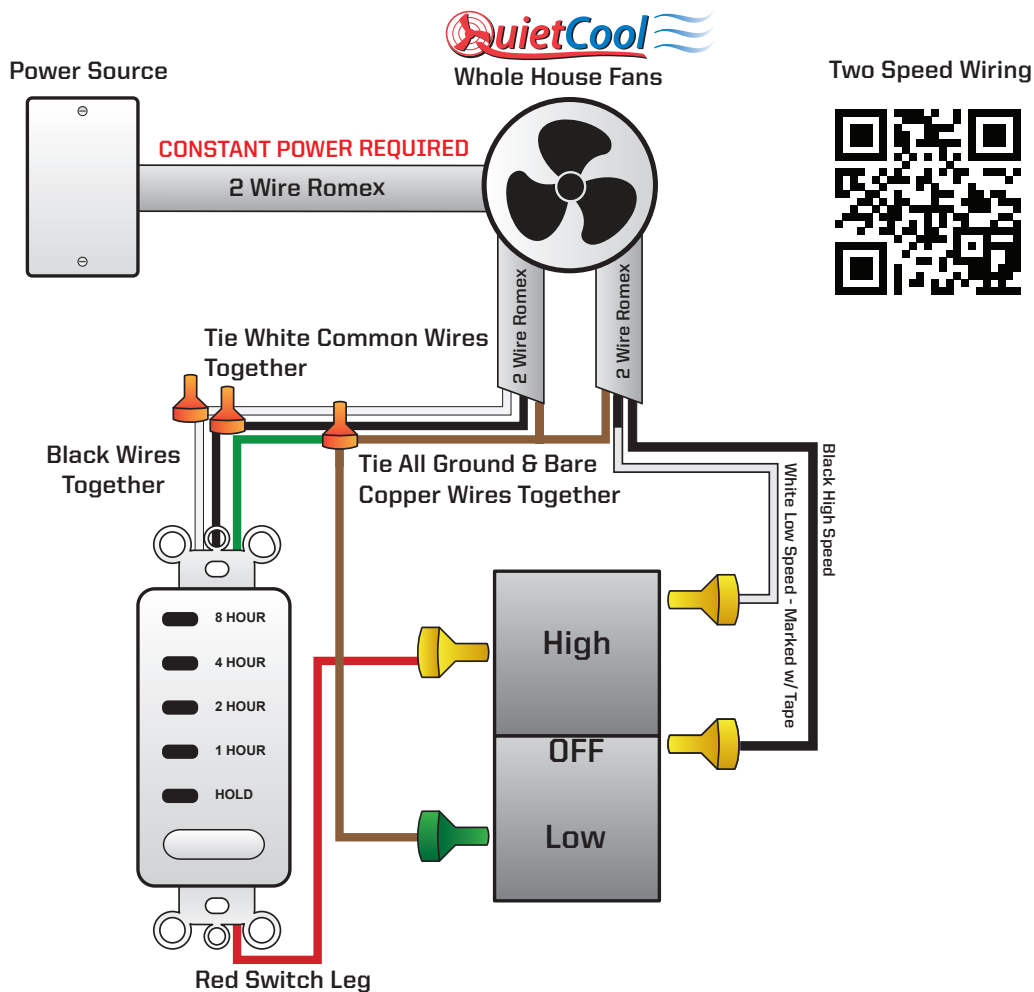 QuietCool
Whole House Fans
Power Source
Two Speed Wiring
CONSTANT POWER REQUIRED
2 Wire Romex
2 Wire Romex
2 Wire Romex
Tie White Common Wires
Together
Black Wires
Together
Tie All Ground & Bare
Copper Wires Together
Black High Speed
White Low Speed - Marked w/ Tape
8 HOUR
4 HOUR
2 HOUR
1 HOUR
HOLD
High
OFF
Low
Red Switch Leg